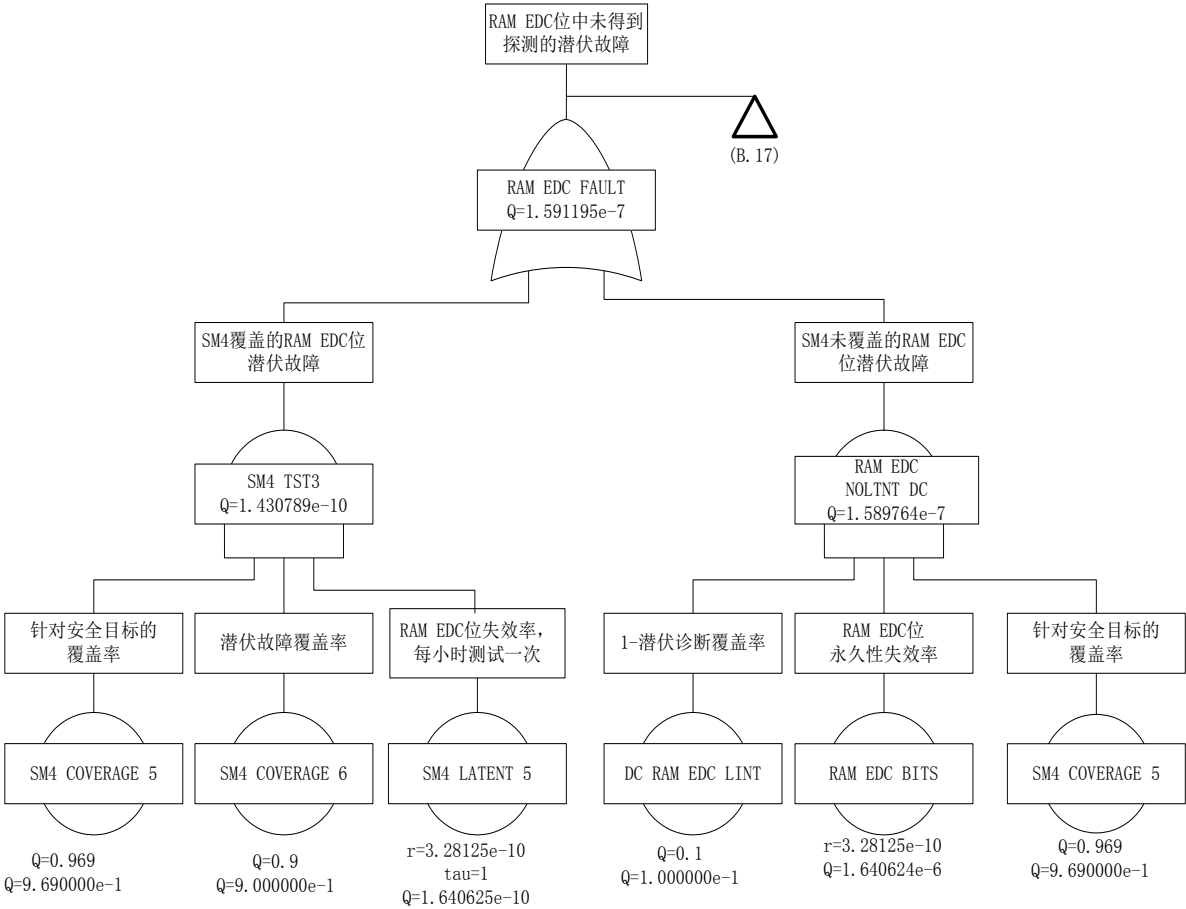 RAM EDC位中未得到
探测的潜伏故障
(B.17)
RAM EDC FAULT
Q=1.591195e-7
SM4覆盖的RAM EDC位
潜伏故障
SM4未覆盖的RAM EDC
位潜伏故障
SM4 TST3
Q=1.430789e-10
RAM EDC
NOLTNT DC
Q=1.589764e-7
针对安全目标的
覆盖率
潜伏故障覆盖率
RAM EDC位失效率,
每小时测试一次
1-潜伏诊断覆盖率
RAM EDC位
永久性失效率
针对安全目标的
覆盖率
SM4 COVERAGE 5
SM4 COVERAGE 6
SM4 LATENT 5
DC RAM EDC LINT
RAM EDC BITS
SM4 COVERAGE 5
Q=0.969
Q=9.690000e-1
Q=0.9
Q=9.000000e-1
r=3.28125e-10
tau=1
Q=1.640625e-10
Q=0.1
Q=1.000000e-1
r=3.28125e-10
Q=1.640624e-6
Q=0.969
Q=9.690000e-1